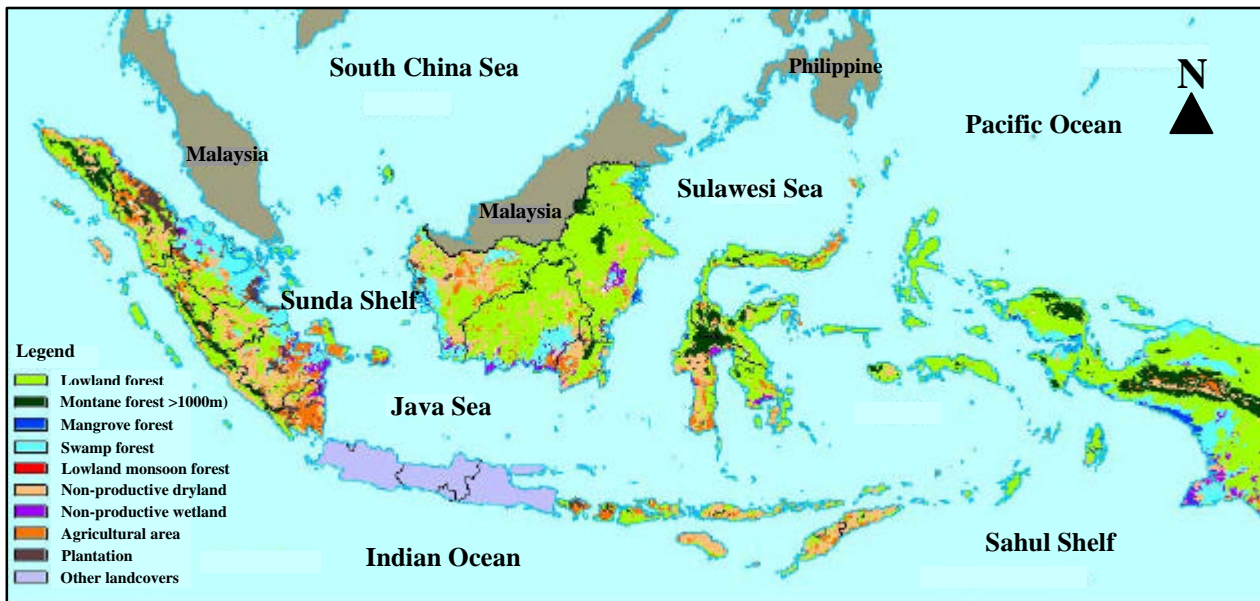 South China Sea
Philippine
N
Pacific Ocean
Malaysia
Sulawesi Sea
Malaysia
Sunda Shelf
Legend
Lowland forest
Montane forest >1000m)
Mangrove forest
Swamp forest
Lowland monsoon forest
Non-productive dryland
Non-productive wetland
Agricultural area
Plantation
Other landcovers
Java Sea
Indian Ocean
Sahul Shelf